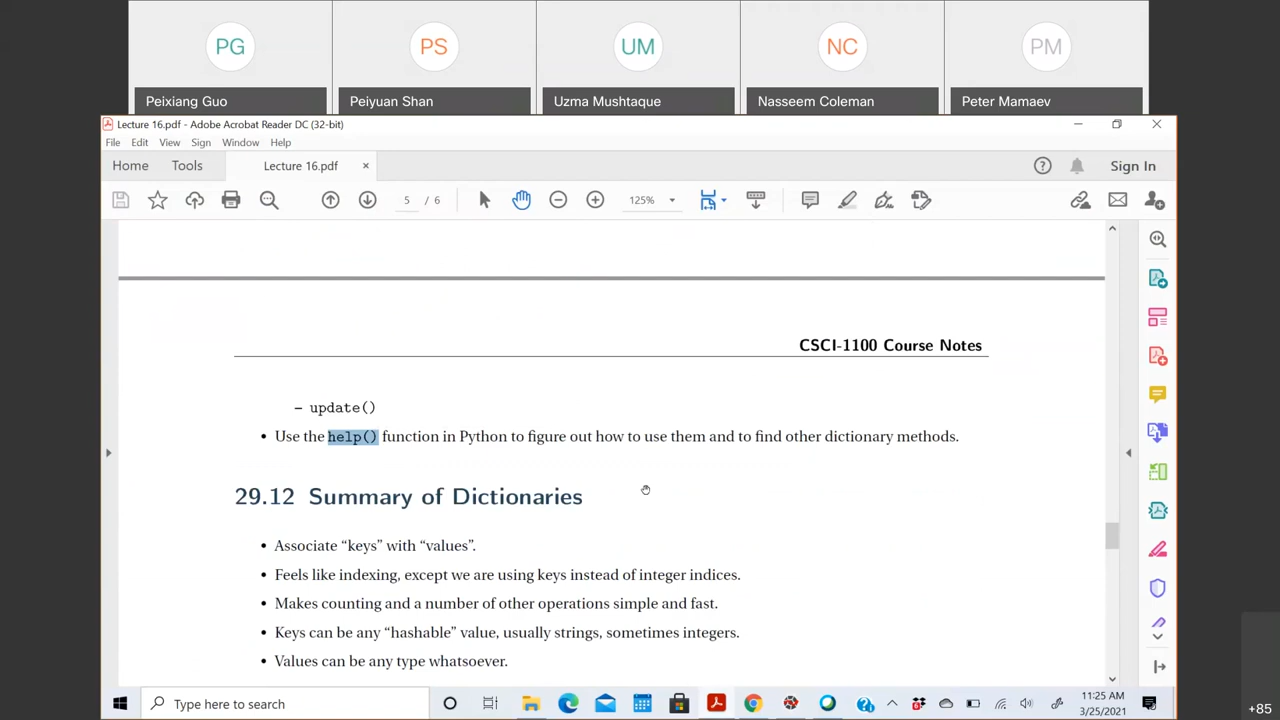 PG
PS
UM
NC
PM
Peixiang Guo
Peiyuan Shan
Uzma Mushtaque
Nasseem Coleman
Peter Mamaev
Lecture 16.pdf - Adobe Acrobat Reader DC (32-bit)
File Edit View Sign Window Help
Home Tools Lecture 16.pdf × Sign In
5 / 6 125%
CSCI-1100 Course Notes
– update()
• Use the help() function in Python to figure out how to use them and to find other dictionary methods.
29.12 Summary of Dictionaries
• Associate “keys” with “values”.
• Feels like indexing, except we are using keys instead of integer indices.
• Makes counting and a number of other operations simple and fast.
• Keys can be any “hashable” value, usually strings, sometimes integers.
• Values can be any type whatsoever.
Type here to search
11:25 AM
3/25/2021
+85